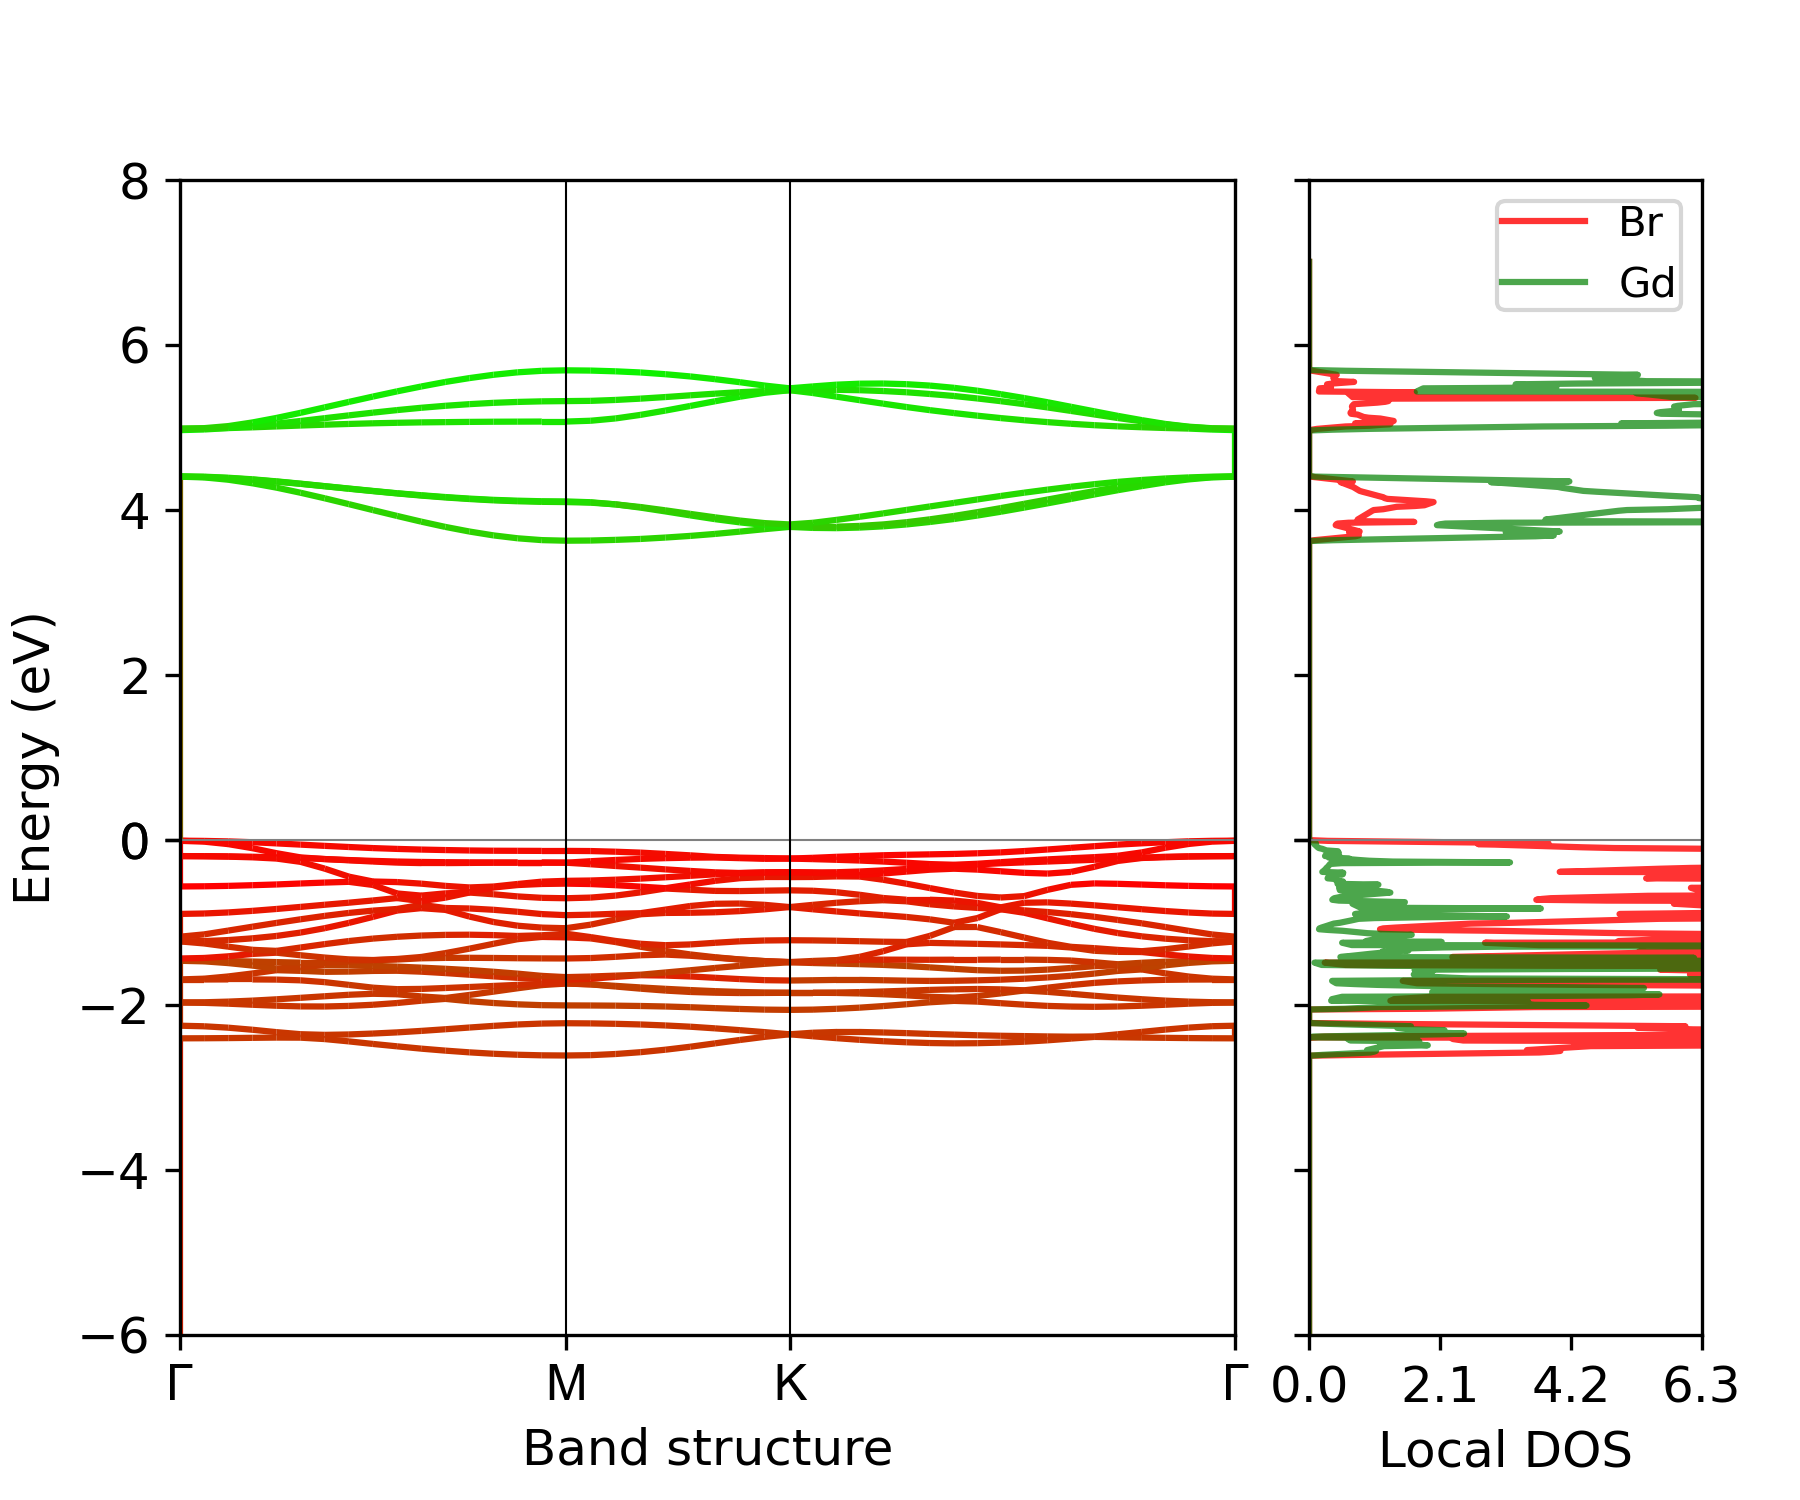 8
6
4
2
0
−2
−4
−6
Energy (eV)
Γ
M
K
Γ
Band structure
Br
Gd
0.0
2.1
4.2
6.3
Local DOS